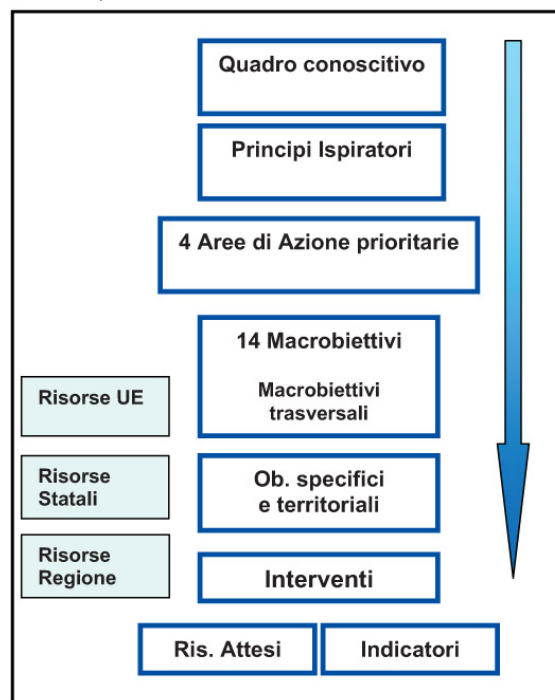 Quadro conoscitivo
Principi Ispiratori
4 Aree di Azione prioritarie
14 Macrobiettivi
Macrobiettivi
trasversali
Risorse UE
Risorse
Statali
Ob. specifici
e territoriali
Risorse
Regione
Interventi
Ris. Attesi
Indicatori